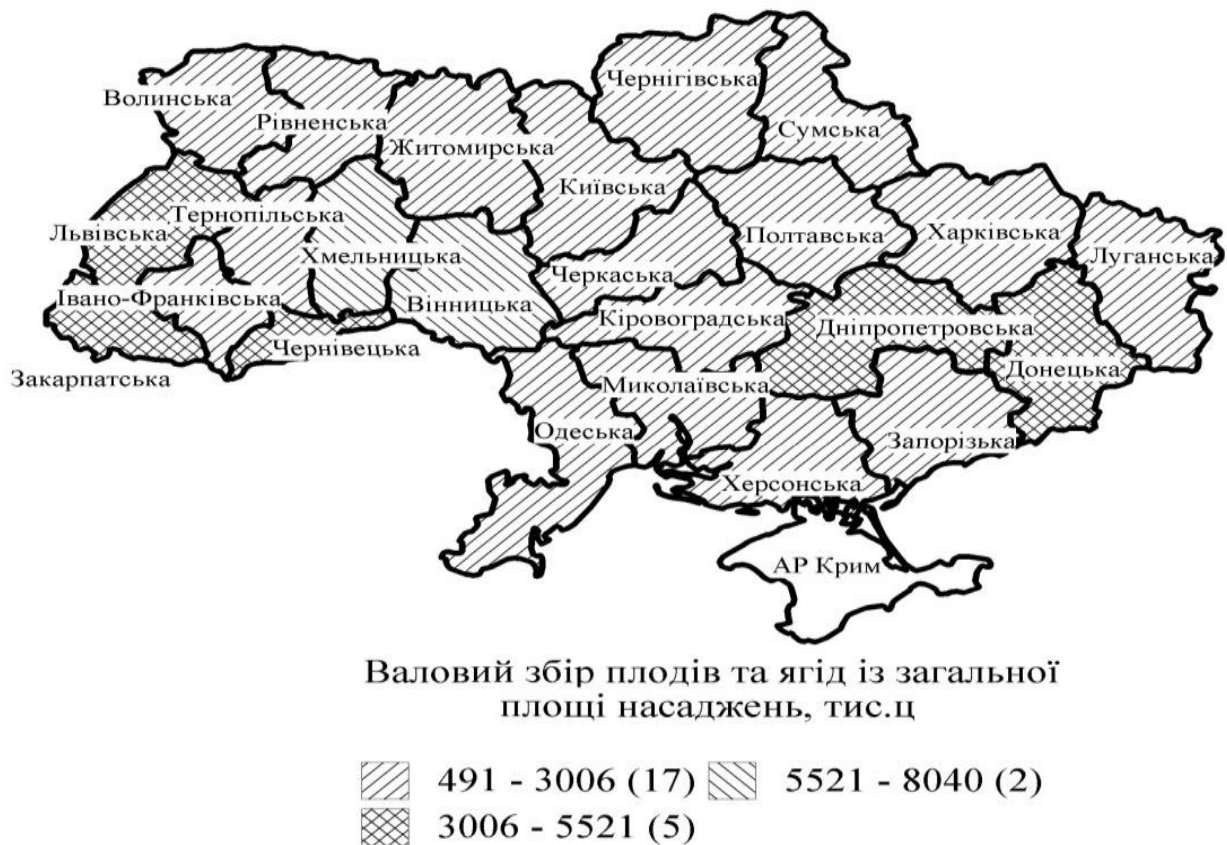 Чернігівська
Волинська
Рівненська
Сумська
Житомирська
Київська
Тернопільська
Львівська
Хмельницька
Полтавська
Харківська
Луганська
Черкаська
Івано-Франківська
Вінницька
Кіровоградська
Дніпропетровська
Чернівецька
Донецька
Закарпатська
Миколаївська
Одеська
Запорізька
Херсонська
АР Крим
Валовий збір плодів та ягід із загальної
площі насаджень, тис.ц
491 - 3006 (17)
5521 - 8040 (2)
3006 - 5521 (5)